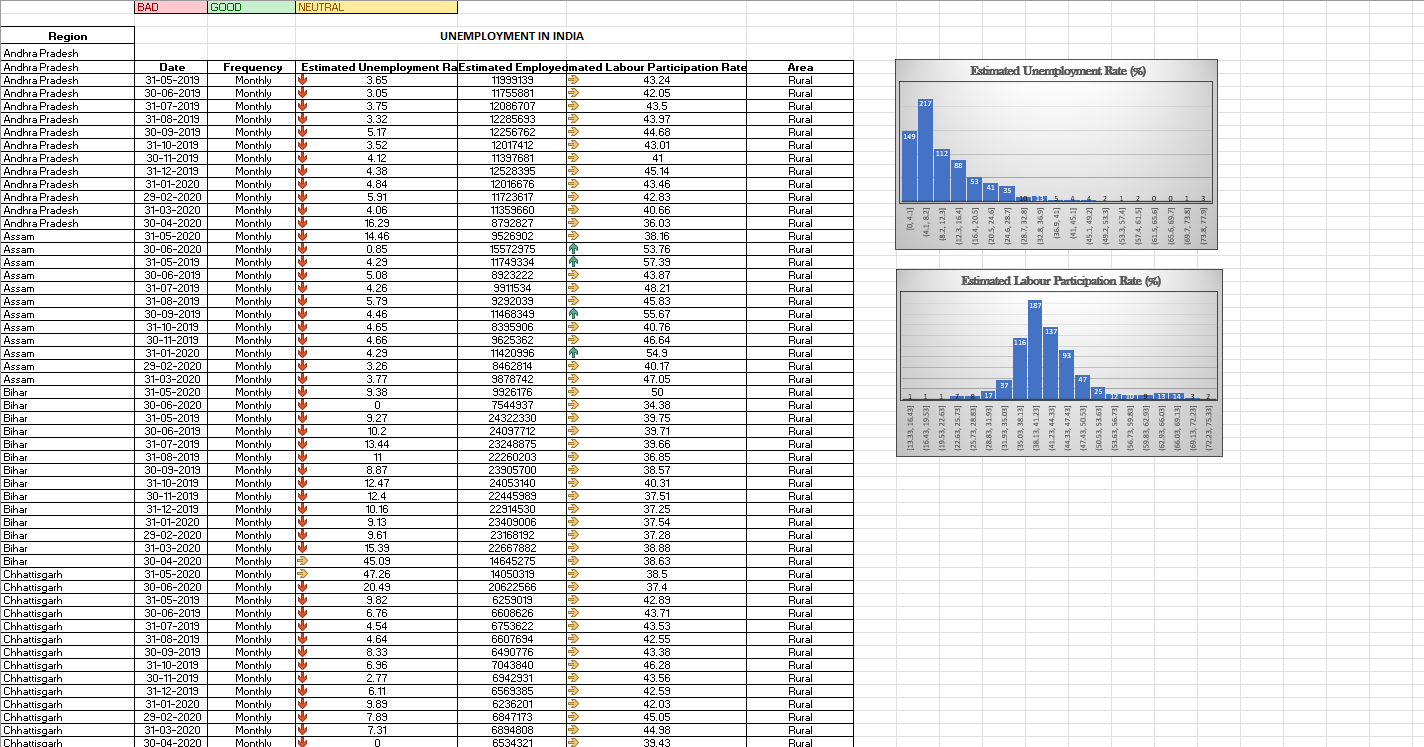 BAD GOOD NEUTRAL
Region UNEMPLOYMENT IN INDIA
Andhra Pradesh
Andhra Pradesh Date Frequency Estimated Unemployment Ra Estimated Employed mated Labour Participation Rate Area
Andhra Pradesh 31-05-2019 Monthly 3.65 11999139 43.24 Rural
Andhra Pradesh 30-06-2019 Monthly 3.05 11755881 42.05 Rural
Andhra Pradesh 31-07-2019 Monthly 3.75 12086707 43.5 Rural
Andhra Pradesh 31-08-2019 Monthly 3.32 12285693 43.97 Rural
Andhra Pradesh 30-09-2019 Monthly 5.17 12256762 44.68 Rural
Andhra Pradesh 31-10-2019 Monthly 3.52 12017412 43.01 Rural
Andhra Pradesh 30-11-2019 Monthly 4.12 11397681 41 Rural
Andhra Pradesh 31-12-2019 Monthly 4.38 12528395 45.14 Rural
Andhra Pradesh 31-01-2020 Monthly 4.84 12016676 43.46 Rural
Andhra Pradesh 29-02-2020 Monthly 5.91 11723617 42.83 Rural
Andhra Pradesh 31-03-2020 Monthly 4.06 11359660 40.66 Rural
Andhra Pradesh 30-04-2020 Monthly 16.29 8792827 36.03 Rural
Assam 31-05-2020 Monthly 14.46 9526902 38.16 Rural
Assam 30-06-2020 Monthly 0.85 15572975 53.76 Rural
Assam 31-05-2019 Monthly 4.29 11749334 57.39 Rural
Assam 30-06-2019 Monthly 5.08 8923222 43.87 Rural
Assam 31-07-2019 Monthly 4.26 9911534 48.21 Rural
Assam 31-08-2019 Monthly 5.79 9292039 45.83 Rural
Assam 30-09-2019 Monthly 4.46 11468349 55.67 Rural
Assam 31-10-2019 Monthly 4.65 8395906 40.76 Rural
Assam 30-11-2019 Monthly 4.66 9625362 46.64 Rural
Assam 31-01-2020 Monthly 4.29 11420996 54.9 Rural
Assam 29-02-2020 Monthly 3.26 8462814 40.17 Rural
Assam 31-03-2020 Monthly 3.77 9878742 47.05 Rural
Bihar 31-05-2020 Monthly 9.38 9926176 50 Rural
Bihar 30-06-2020 Monthly 0 7544937 34.38 Rural
Bihar 31-05-2019 Monthly 9.27 24322330 39.75 Rural
Bihar 30-06-2019 Monthly 10.2 24097712 39.71 Rural
Bihar 31-07-2019 Monthly 13.44 23248875 39.66 Rural
Bihar 31-08-2019 Monthly 11 22260203 36.85 Rural
Bihar 30-09-2019 Monthly 8.87 23905700 38.57 Rural
Bihar 31-10-2019 Monthly 12.47 24053140 40.31 Rural
Bihar 30-11-2019 Monthly 12.4 22445989 37.51 Rural
Bihar 31-12-2019 Monthly 10.16 22914530 37.25 Rural
Bihar 31-01-2020 Monthly 9.13 23409006 37.54 Rural
Bihar 29-02-2020 Monthly 9.61 23168192 37.28 Rural
Bihar 31-03-2020 Monthly 15.39 22667882 38.88 Rural
Bihar 30-04-2020 Monthly 45.09 14645275 38.63 Rural
Chhattisgarh 31-05-2020 Monthly 47.26 14050319 38.5 Rural
Chhattisgarh 30-06-2020 Monthly 20.49 20622566 37.4 Rural
Chhattisgarh 31-05-2019 Monthly 9.82 6259019 42.89 Rural
Chhattisgarh 30-06-2019 Monthly 6.76 6608626 43.71 Rural
Chhattisgarh 31-07-2019 Monthly 4.54 6753622 43.53 Rural
Chhattisgarh 31-08-2019 Monthly 4.64 6607694 42.55 Rural
Chhattisgarh 30-09-2019 Monthly 8.33 6490776 43.38 Rural
Chhattisgarh 31-10-2019 Monthly 6.96 7043840 46.28 Rural
Chhattisgarh 30-11-2019 Monthly 2.77 6942931 43.56 Rural
Chhattisgarh 31-12-2019 Monthly 6.11 6569385 42.59 Rural
Chhattisgarh 31-01-2020 Monthly 9.89 6236201 42.03 Rural
Chhattisgarh 29-02-2020 Monthly 7.89 6847173 45.05 Rural
Chhattisgarh 31-03-2020 Monthly 7.31 6894808 44.98 Rural
Chhattisgarh 30-04-2020 Monthly 0 6534321 39.43 Rural
Estimated Unemployment Rate (%)
149 217 112 88 53 41 35 10 13 5 4 4 2 1 2 0 0 1 3
[0, 4.1] (4.1, 8.2] (8.2, 12.3] (12.3, 16.4] (16.4, 20.5] (20.5, 24.6] (24.6, 28.7] (28.7, 32.8] (32.8, 36.9] (36.9, 41] (41, 45.1] (45.1, 49.2] (49.2, 53.3] (53.3, 57.4] (57.4, 61.5] (61.5, 65.6] (65.6, 69.7] (69.7, 73.8] (73.8, 77.9]
Estimated Labour Participation Rate (%)
1 1 1 7 8 17 37 116 187 137 93 47 25 12 10 9 13 14 3 2
[13.33, 16.43] (16.43, 19.53] (19.53, 22.63] (22.63, 25.73] (25.73, 28.83] (28.83, 31.93] (31.93, 35.03] (35.03, 38.13] (38.13, 41.23] (41.23, 44.33] (44.33, 47.43] (47.43, 50.53] (50.53, 53.63] (53.63, 56.73] (56.73, 59.83] (59.83, 62.93] (62.93, 66.03] (66.03, 69.13] (69.13, 72.23] (72.23, 75.33]